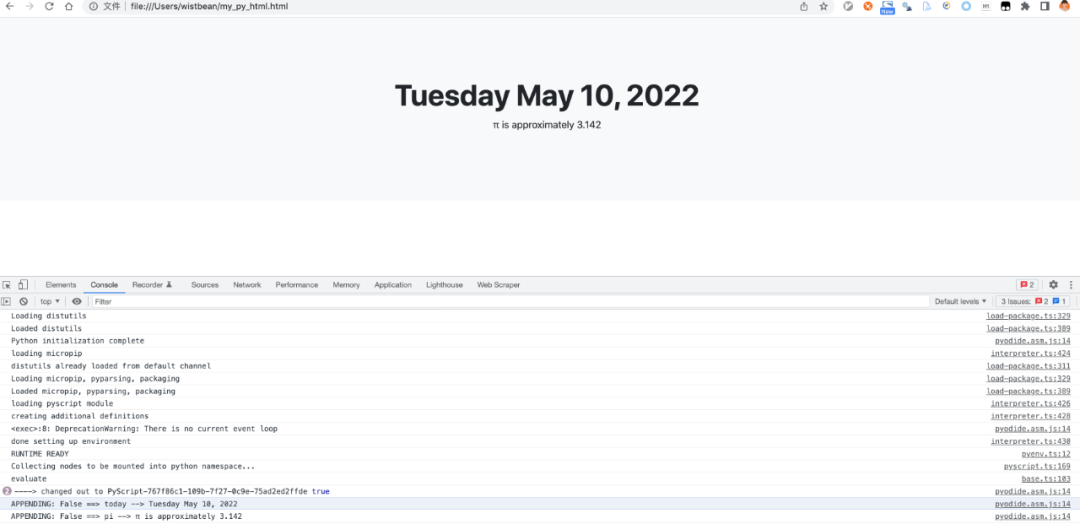 文件 file:///Users/wistbean/my_py_html.html
New
Tuesday May 10, 2022
π is approximately 3.142
Elements Console Recorder Sources Network Performance Memory Application Lighthouse Web Scraper 2
top Filter Default levels 3 Issues: 2 1
Loading distutils load-package.ts:329
Loaded distutils load-package.ts:389
Python initialization complete pyodide.asm.js:14
loading micropip interpreter.ts:424
distutils already loaded from default channel load-package.ts:311
Loading micropip, pyparsing, packaging load-package.ts:329
Loaded micropip, pyparsing, packaging load-package.ts:389
loading pyscript module interpreter.ts:426
creating additional definitions interpreter.ts:428
<exec>:8: DeprecationWarning: There is no current event loop pyodide.asm.js:14
done setting up environment interpreter.ts:430
RUNTIME READY pyenv.ts:12
Collecting nodes to be mounted into python namespace... pyscript.ts:169
evaluate base.ts:103
2 ----> changed out to PyScript-767f86c1-109b-7f27-0c9e-75ad2ed2ffde true pyodide.asm.js:14
APPENDING: False ==> today --> Tuesday May 10, 2022 pyodide.asm.js:14
APPENDING: False ==> pi --> π is approximately 3.142 pyodide.asm.js:14